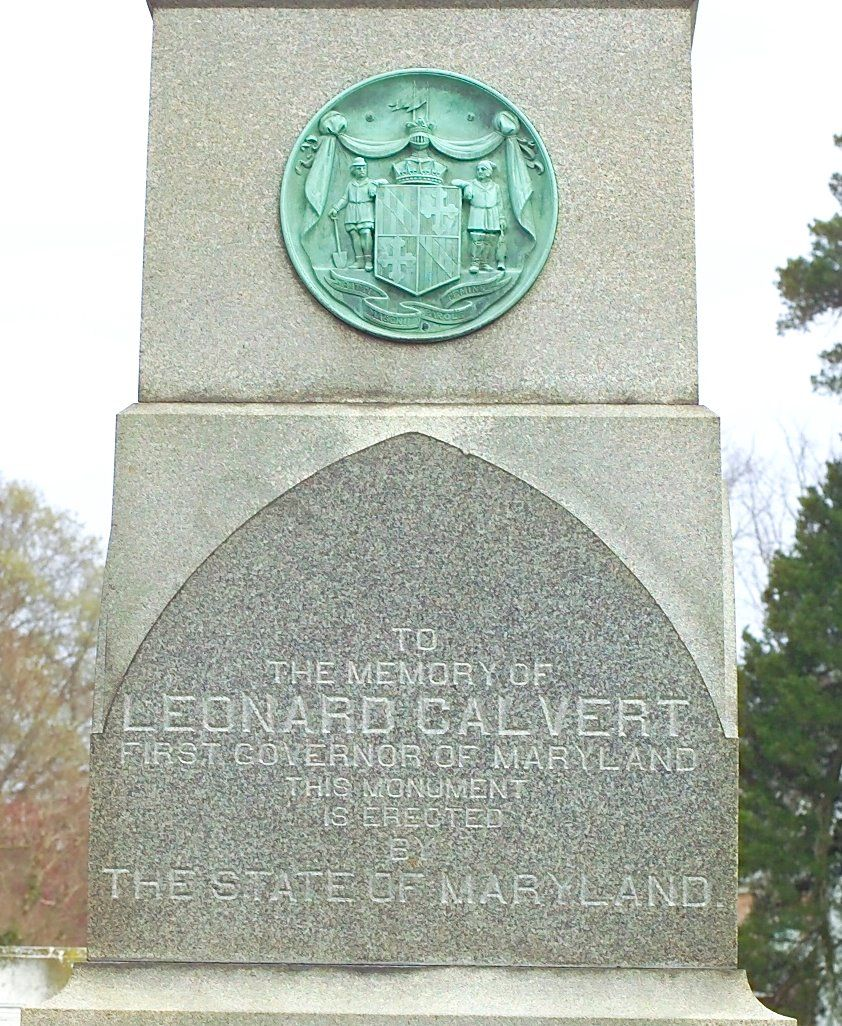 TO
THE MEMORY OF
LEONARD CALVERT
FIRST GOVERNOR OF MARYLAND
THIS MONUMENT
IS ERECTED
BY
THE STATE OF MARYLAND.